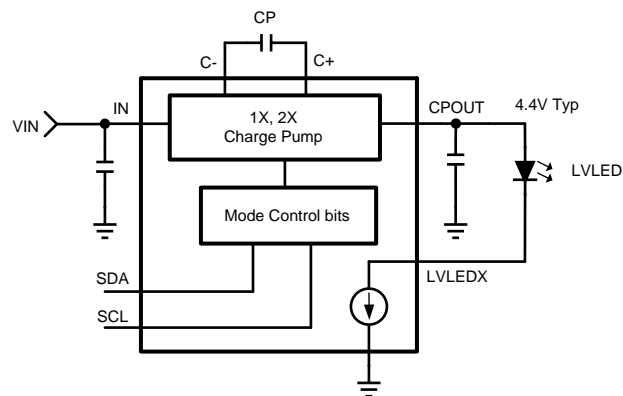 CP
C-
C+
VIN
IN
1X, 2X
Charge Pump
CPOUT
4.4V Typ
LVLED
Mode Control bits
SDA
LVLEDX
SCL